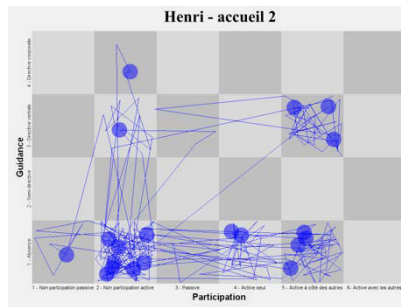 Henri - accueil 2
4 - Directive corporelle
3 - Directive verbale
2 - Semi-directive
1 - Absence
Guidance
1 - Non participation passive
2 - Non participation active
3 - Passive
4 - Active seul
5 - Active à côté des autres
6- Active avec les autres
Participation